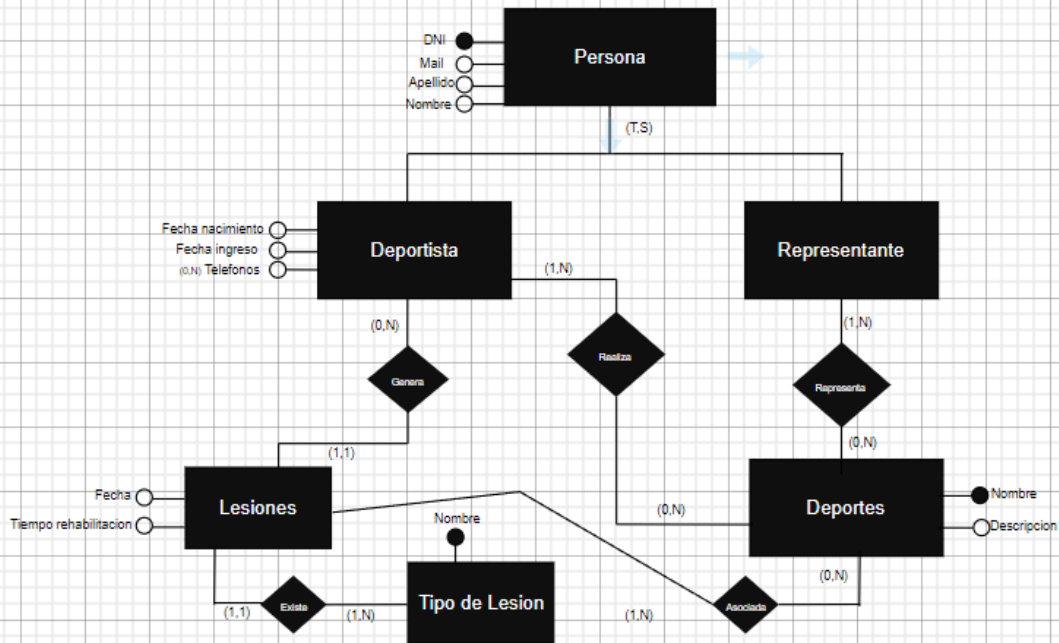 DNI
Mail
Apellido
Nombre
Persona
(T,S)
Fecha nacimiento
Fecha ingreso
(0,N) Telefonos
Deportista
Representante
(1,N)
(0,N)
(1,N)
Genera
Realiza
Representa
(1,1)
(0,N)
Fecha
Tiempo rehabilitacion
Lesiones
Deportes
Nombre
Descripcion
(0,N)
Nombre
Tipo de Lesion
(0,N)
(1,1)
Existe
(1,N)
(1,N)
Asociada